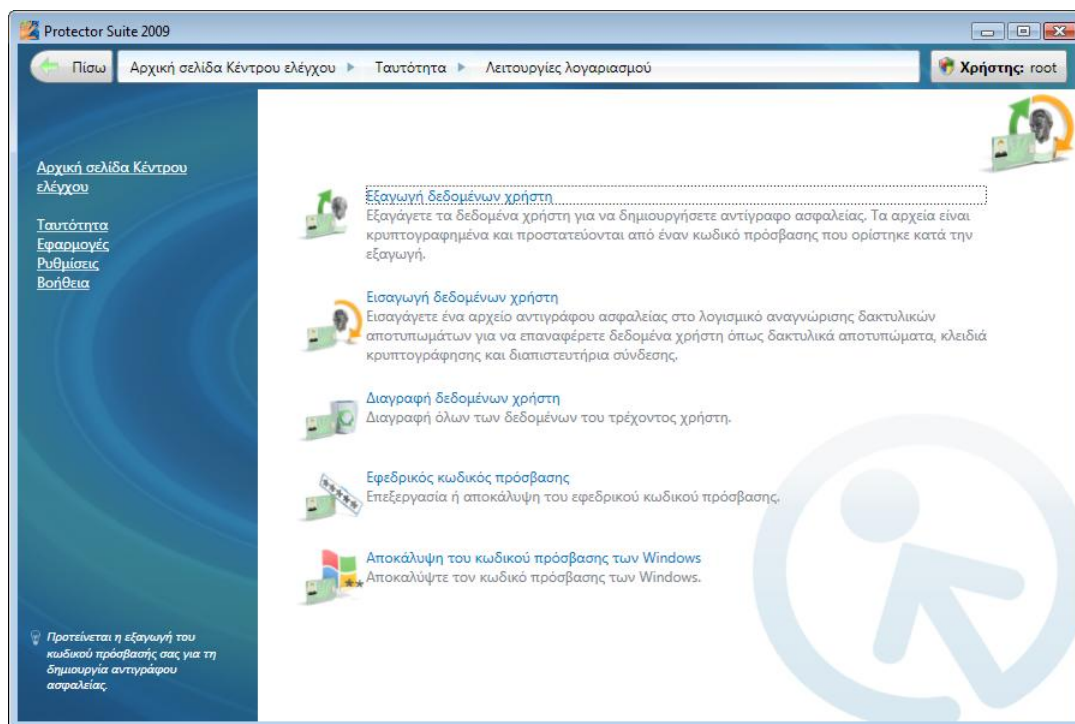 Protector Suite 2009
Πίσω
Αρχική σελίδα Κέντρου ελέγχου
Ταυτότητα
Λειτουργίες λογαριασμού
Χρήστης: root
Αρχική σελίδα Κέντρου
ελέγχου
Ταυτότητα
Εφαρμογές
Ρυθμίσεις
Βοήθεια
Εξαγωγή δεδομένων χρήστη
Εξαγάγετε τα δεδομένα χρήστη για να δημιουργήσετε αντίγραφο ασφαλείας. Τα αρχεία είναι
κρυπτογραφημένα και προστατεύονται από έναν κωδικό πρόσβασης που ορίστηκε κατά την
εξαγωγή.
Εισαγωγή δεδομένων χρήστη
Εισαγάγετε ένα αρχείο αντιγράφου ασφαλείας στο λογισμικό αναγνώρισης δακτυλικών
αποτυπωμάτων για να επαναφέρετε δεδομένα χρήστη όπως δακτυλικά αποτυπώματα, κλειδιά
κρυπτογράφησης και διαπιστευτήρια σύνδεσης.
Διαγραφή δεδομένων χρήστη
Διαγραφή όλων των δεδομένων του τρέχοντος χρήστη.
Εφεδρικός κωδικός πρόσβασης
Επεξεργασία ή αποκάλυψη του εφεδρικού κωδικού πρόσβασης.
Αποκάλυψη του κωδικού πρόσβασης των Windows
Αποκαλύψτε τον κωδικό πρόσβασης των Windows.
Προτείνεται η εξαγωγή του
κωδικού πρόσβασής σας για τη
δημιουργία αντιγράφου
ασφαλείας.